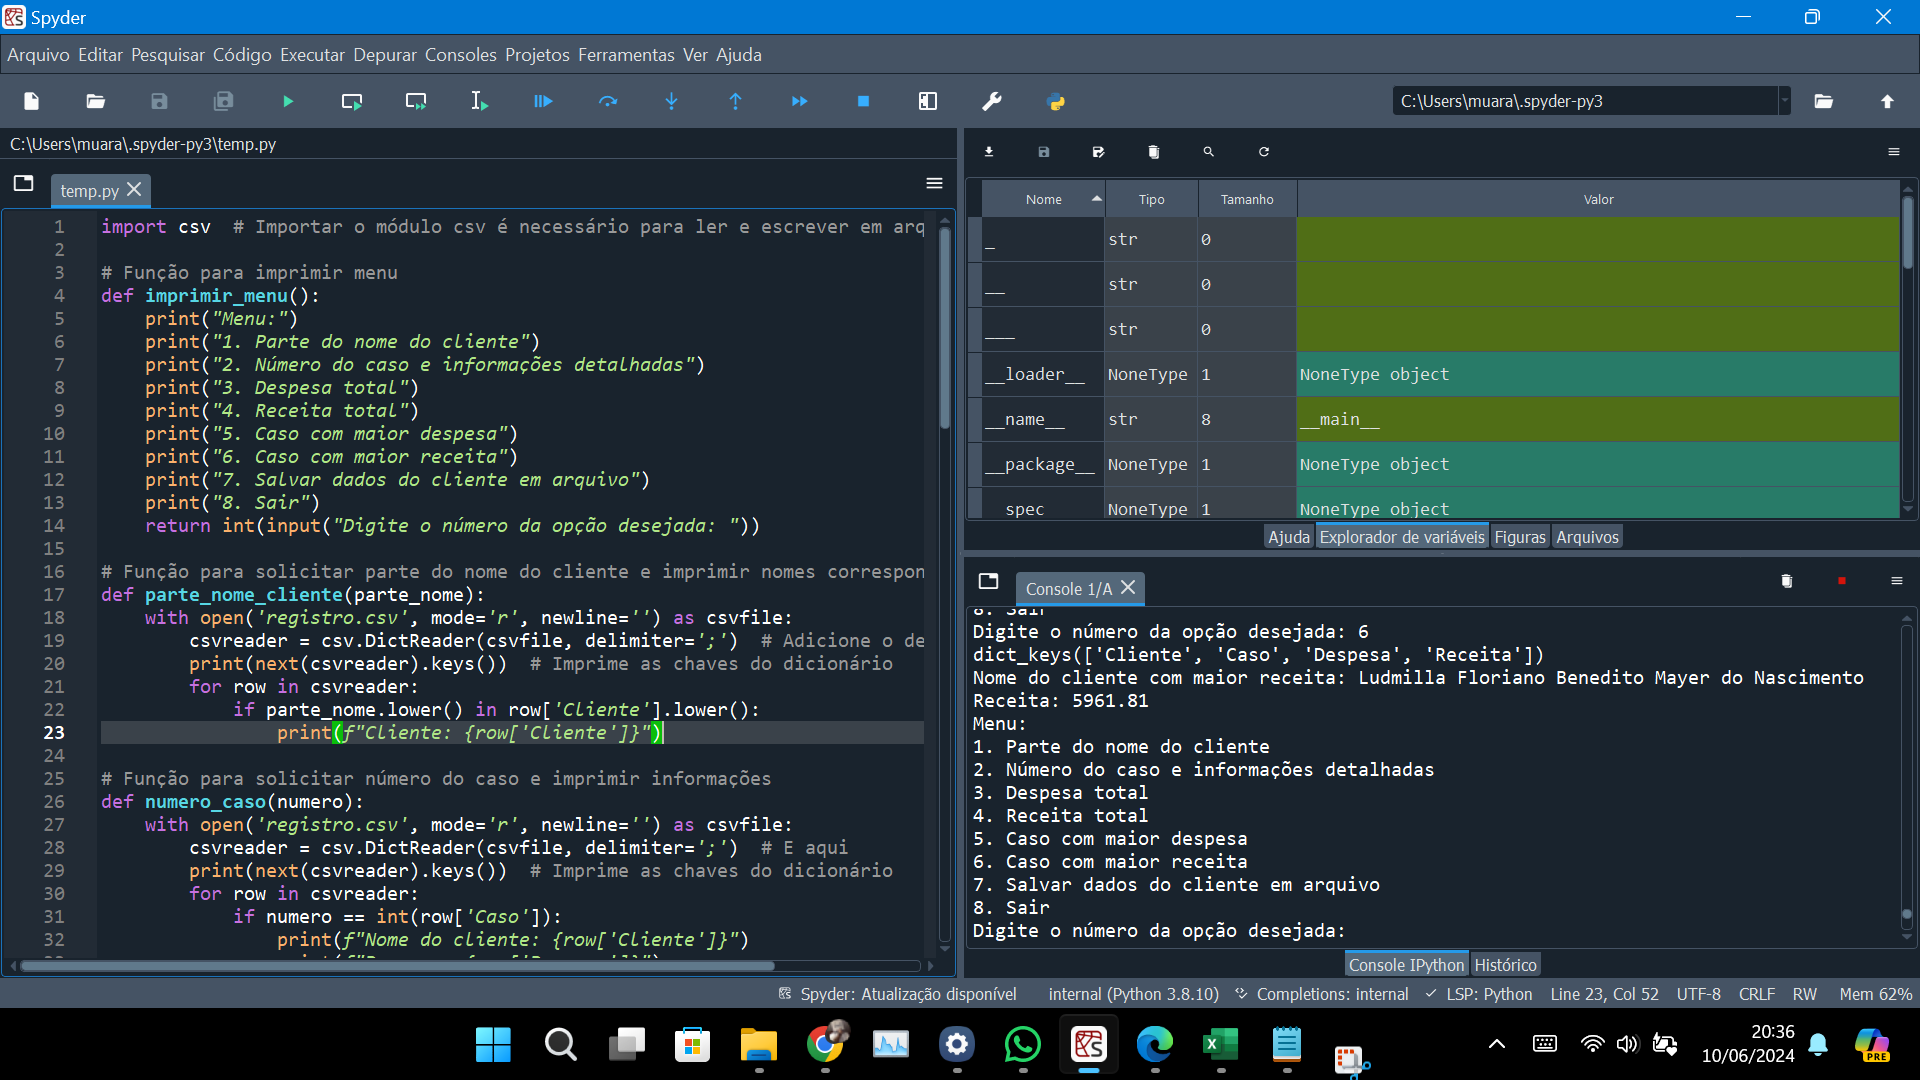 Spyder
Arquivo Editar Pesquisar Código Executar Depurar Consoles Projetos Ferramentas Ver Ajuda
C:\Users\muara\.spyder-py3
C:\Users\muara\.spyder-py3\temp.py
temp.py
1 import csv  # Importar o módulo csv é necessário para ler e escrever em arq
2
3 # Função para imprimir menu
4 def imprimir_menu():
5     print("Menu:")
6     print("1. Parte do nome do cliente")
7     print("2. Número do caso e informações detalhadas")
8     print("3. Despesa total")
9     print("4. Receita total")
10     print("5. Caso com maior despesa")
11     print("6. Caso com maior receita")
12     print("7. Salvar dados do cliente em arquivo")
13     print("8. Sair")
14     return int(input("Digite o número da opção desejada: "))
15
16 # Função para solicitar parte do nome do cliente e imprimir nomes correspon
17 def parte_nome_cliente(parte_nome):
18     with open('registro.csv', mode='r', newline='') as csvfile:
19         csvreader = csv.DictReader(csvfile, delimiter=';')  # Adicione o de
20         print(next(csvreader).keys())  # Imprime as chaves do dicionário
21         for row in csvreader:
22             if parte_nome.lower() in row['Cliente'].lower():
23                 print(f"Cliente: {row['Cliente']}")
24
25 # Função para solicitar número do caso e imprimir informações
26 def numero_caso(numero):
27     with open('registro.csv', mode='r', newline='') as csvfile:
28         csvreader = csv.DictReader(csvfile, delimiter=';')  # E aqui
29         print(next(csvreader).keys())  # Imprime as chaves do dicionário
30         for row in csvreader:
31             if numero == int(row['Caso']):
32                 print(f"Nome do cliente: {row['Cliente']}")
Nome Tipo Tamanho Valor
_ str 0
__ str 0
___ str 0
__loader__ NoneType 1 NoneType object
__name__ str 8 __main__
__package__ NoneType 1 NoneType object
spec NoneType 1 NoneType object
Ajuda Explorador de variáveis Figuras Arquivos
Console 1/A
8. Sair
Digite o número da opção desejada: 6
dict_keys(['Cliente', 'Caso', 'Despesa', 'Receita'])
Nome do cliente com maior receita: Ludmilla Floriano Benedito Mayer do Nascimento
Receita: 5961.81
Menu:
1. Parte do nome do cliente
2. Número do caso e informações detalhadas
3. Despesa total
4. Receita total
5. Caso com maior despesa
6. Caso com maior receita
7. Salvar dados do cliente em arquivo
8. Sair
Digite o número da opção desejada:
Console IPython Histórico
Spyder: Atualização disponível internal (Python 3.8.10) Completions: internal LSP: Python Line 23, Col 52 UTF-8 CRLF RW Mem 62%
20:36
10/06/2024
PRE